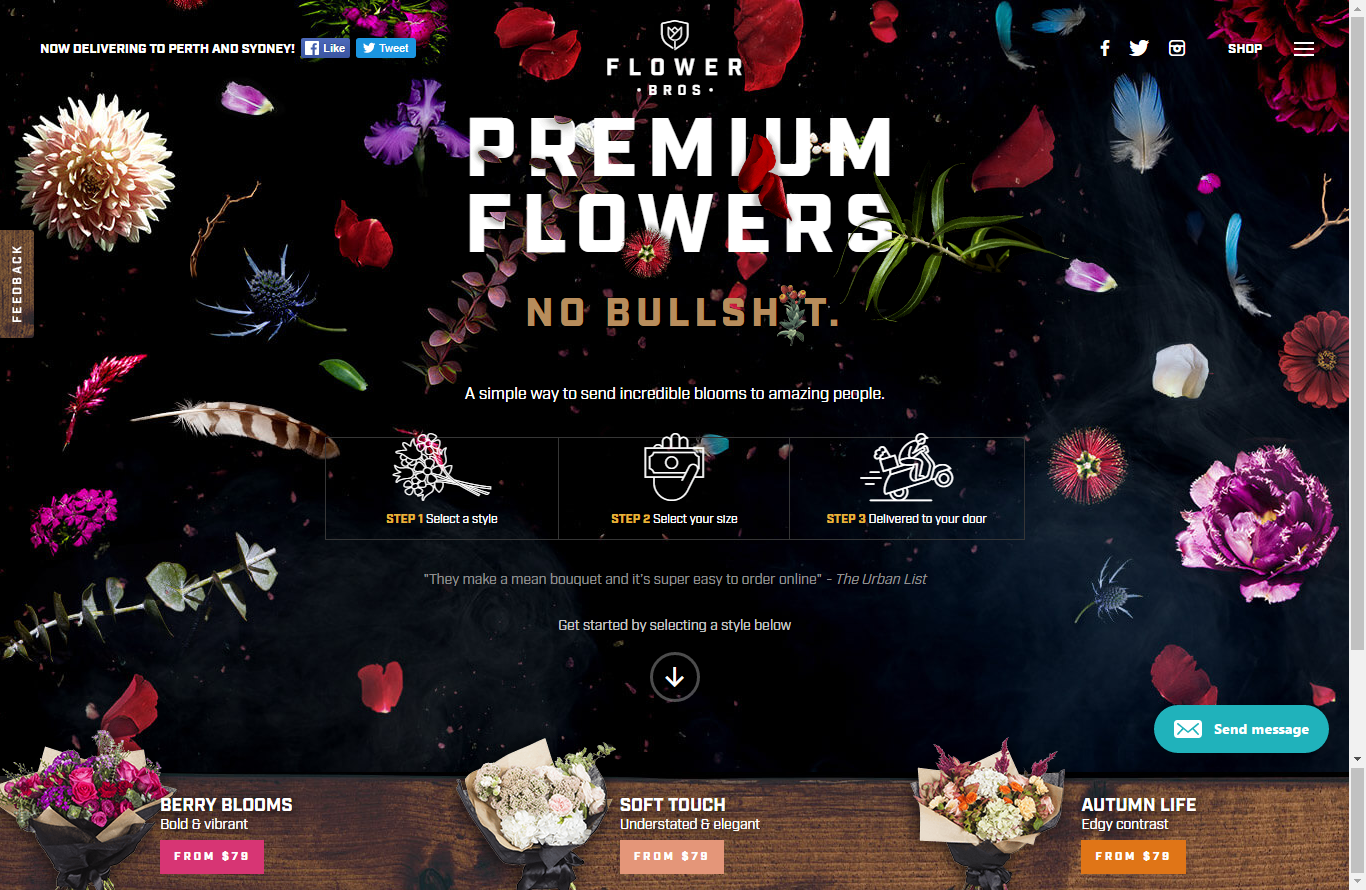 NOW DELIVERING TO PERTH AND SYDNEY!
Like
Tweet
FLOWER
• BROS •
SHOP
PREMIUM
FLOWERS
NO BULLSH T.
FEEDBACK
A simple way to send incredible blooms to amazing people.
STEP 1 Select a style
STEP 2 Select your size
STEP 3 Delivered to your door
"They make a mean bouquet and it's super easy to order online" - The Urban List
Get started by selecting a style below
Send message
BERRY BLOOMS
Bold & vibrant
FROM $79
SOFT TOUCH
Understated & elegant
FROM $79
AUTUMN LIFE
Edgy contrast
FROM $79